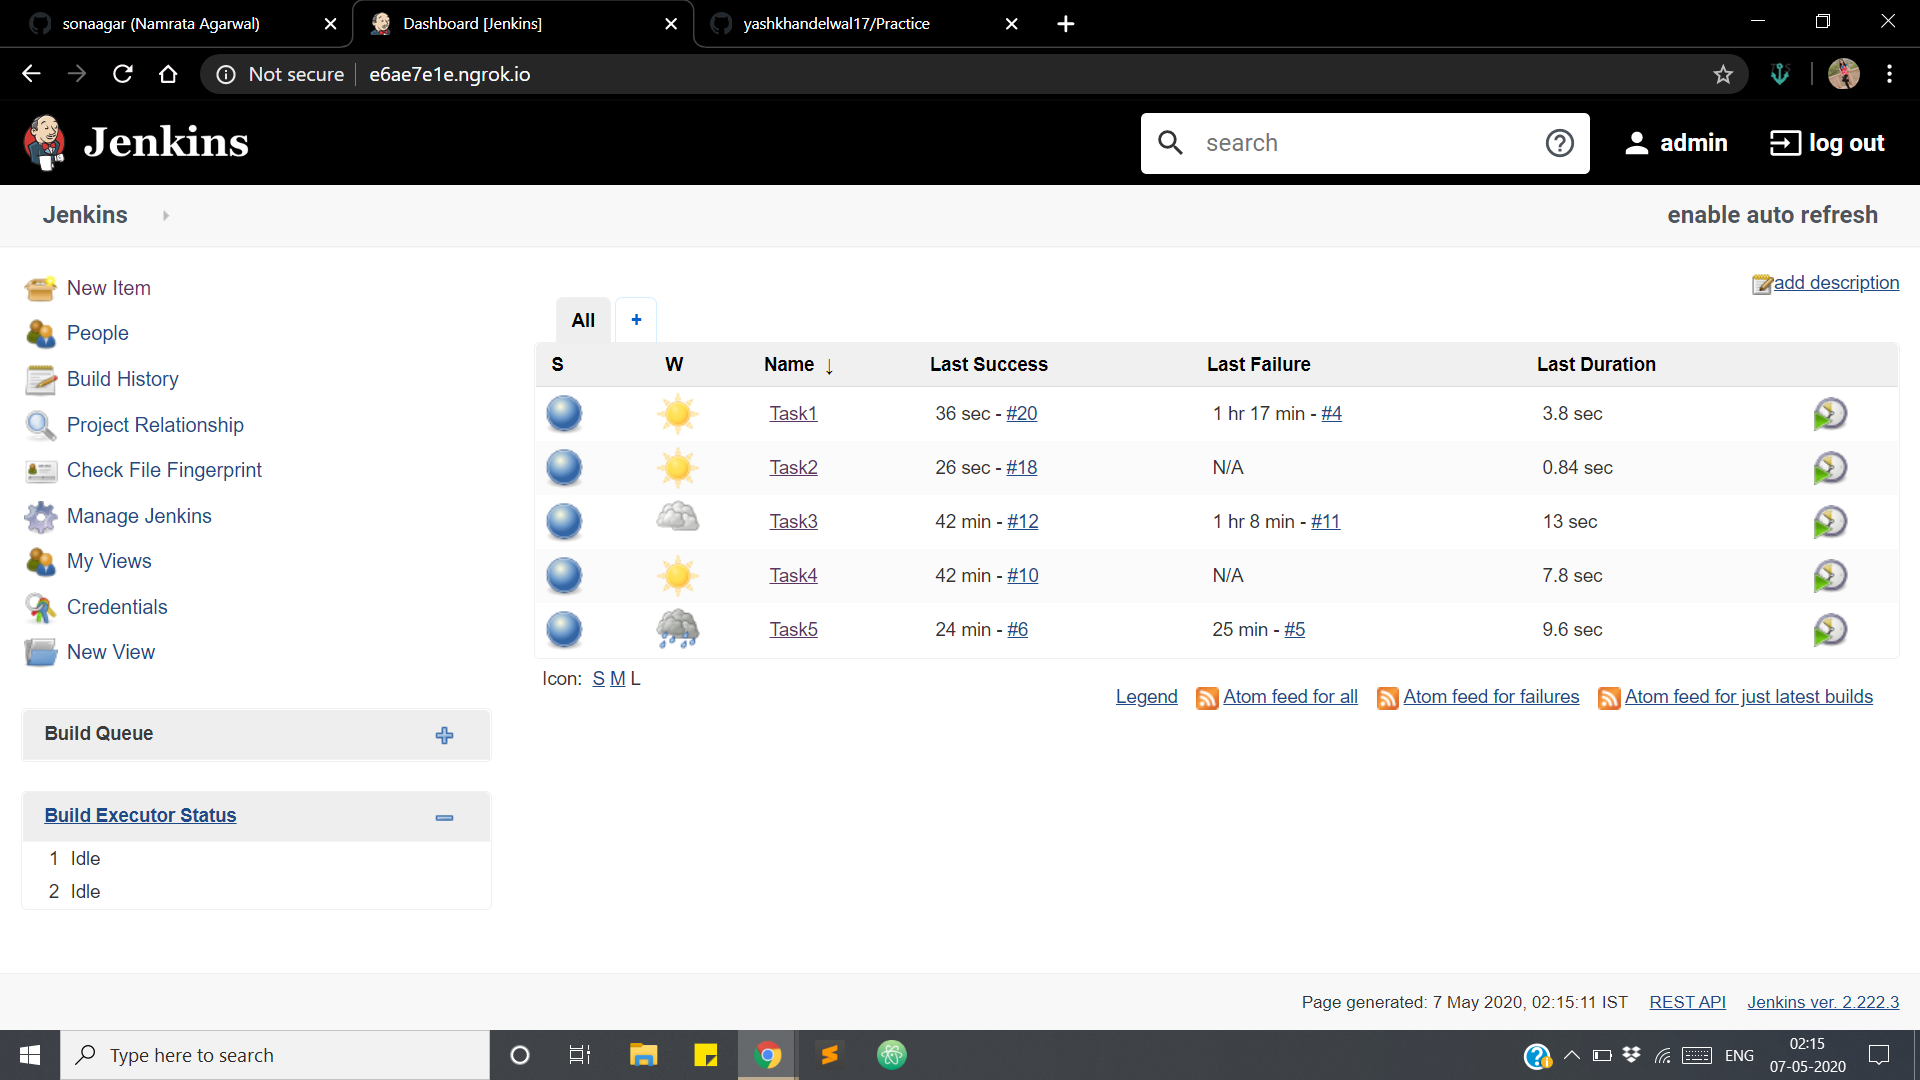 sonaagar (Namrata Agarwal)
Dashboard [Jenkins]
yashkhandelwal17/Practice
Not secure
e6ae7e1e.ngrok.io
Jenkins
search
admin
log out
Jenkins
enable auto refresh
New Item
People
Build History
Project Relationship
Check File Fingerprint
Manage Jenkins
My Views
Credentials
New View
Build Queue
Build Executor Status
1 Idle
2 Idle
add description
All +
S W Name ↓ Last Success Last Failure Last Duration
Task1 36 sec - #20 1 hr 17 min - #4 3.8 sec
Task2 26 sec - #18 N/A 0.84 sec
Task3 42 min - #12 1 hr 8 min - #11 13 sec
Task4 42 min - #10 N/A 7.8 sec
Task5 24 min - #6 25 min - #5 9.6 sec
Icon: S M L
Legend Atom feed for all Atom feed for failures Atom feed for just latest builds
Page generated: 7 May 2020, 02:15:11 IST REST API Jenkins ver. 2.222.3
Type here to search
ENG
02:15
07-05-2020